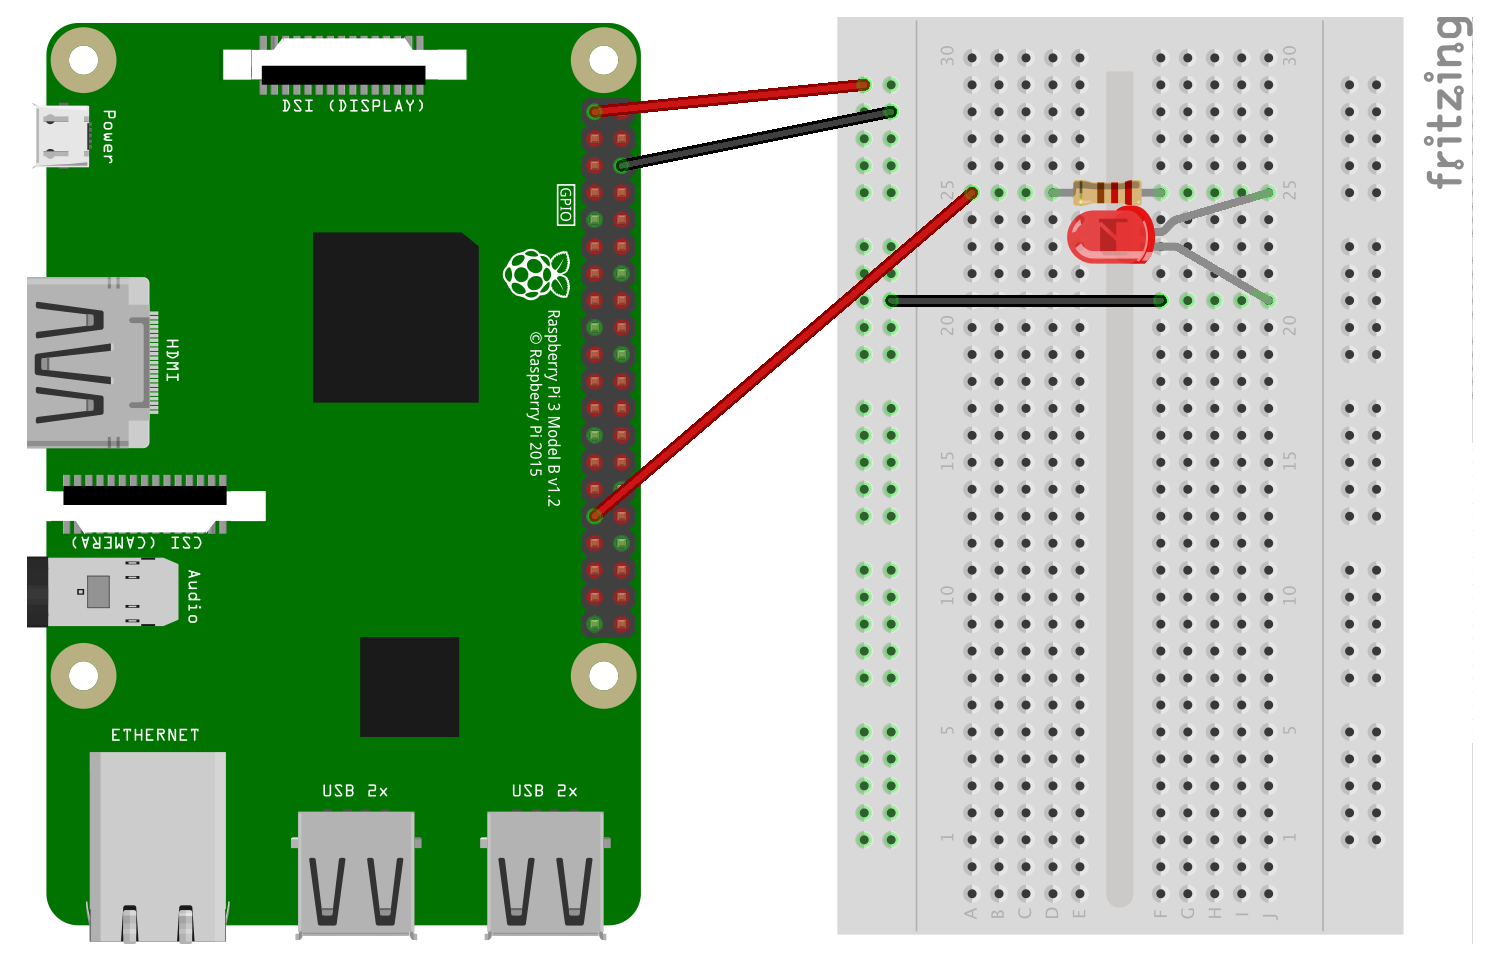 DSI (DISPLAY)
Power
GPIO
HDMI
Raspberry Pi 3 Model B v1.2
© Raspberry Pi 2015
CSI (CAMERA)
Audio
ETHERNET
USB 2x
USB 2x
30
25
20
15
10
5
1
30
25
20
15
10
5
1
A B C D E F G H I J
fritzing